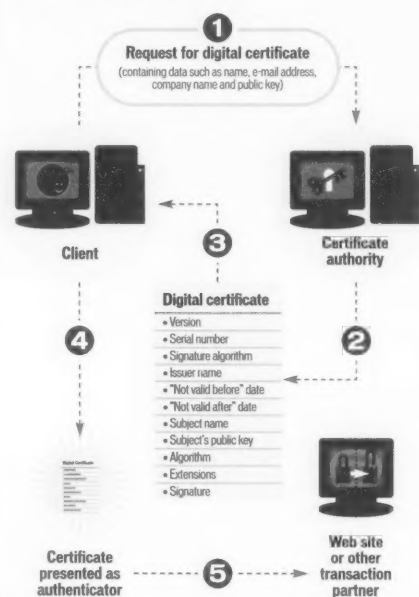 1
Request for digital certificate
(containing data such as name, e-mail address,
company name and public key)
Client
Certificate
authority
3
Digital certificate
• Version
• Serial number
• Signature algorithm
• Issuer name
• "Not valid before" date
• "Not valid after" date
• Subject name
• Subject's public key
• Algorithm
• Extensions
• Signature
2
4
Digital Certificate
Certificate
presented as
authenticator
5
Web site
or other
transaction
partner